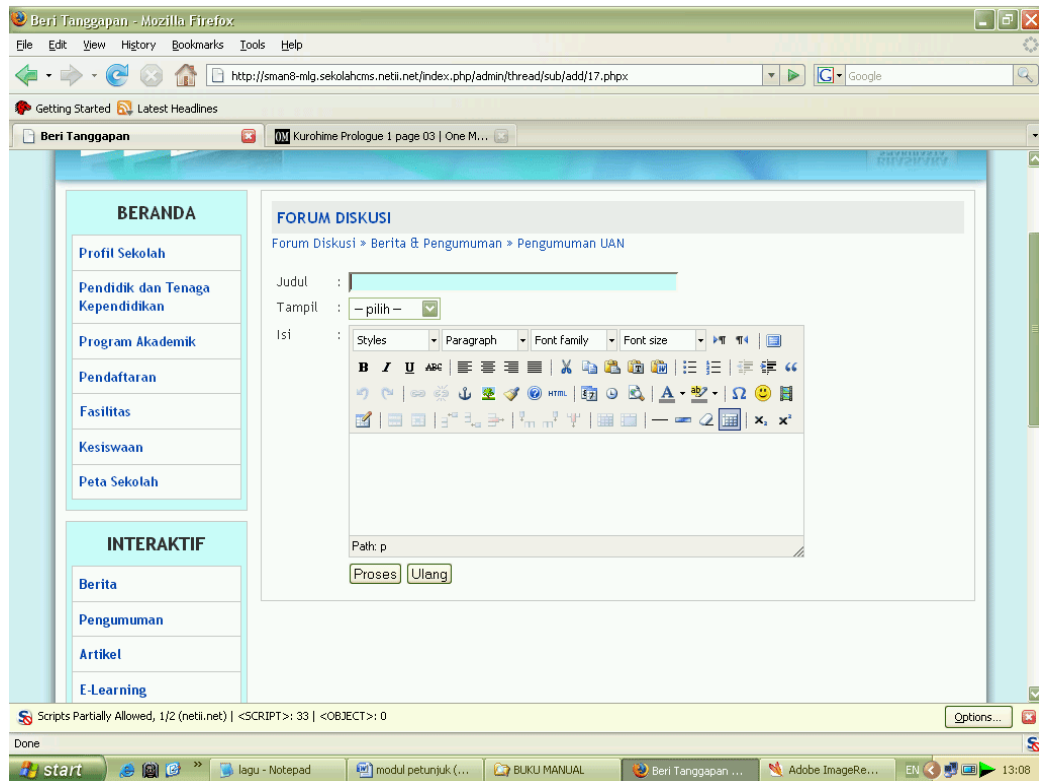 Beri Tanggapan - Mozilla Firefox
File Edit View History Bookmarks Tools Help
http://sman8-mlg.sekolahcms.netii.net/index.php/admin/thread/sub/add/17.phpx
G Google
Getting Started Latest Headlines
Beri Tanggapan OM Kurohime Prologue 1 page 03 | One M...
BERANDA
Profil Sekolah
Pendidik dan Tenaga
Kependidikan
Program Akademik
Pendaftaran
Fasilitas
Kesiswaan
Peta Sekolah
INTERAKTIF
Berita
Pengumuman
Artikel
E-Learning
FORUM DISKUSI
Forum Diskusi » Berita & Pengumuman » Pengumuman UAN
Judul :
Tampil : -- pilih --
Isi :
Styles Paragraph Font family Font size
B I U ABC
HTML
Path: p
Proses Ulang
Scripts Partially Allowed, 1/2 (netii.net) | <SCRIPT>: 33 | <OBJECT>: 0 Options...
Done
start lagu - Notepad modul petunjuk (... BUKU MANUAL Beri Tanggapan ... Adobe ImageRe... EN 13:08